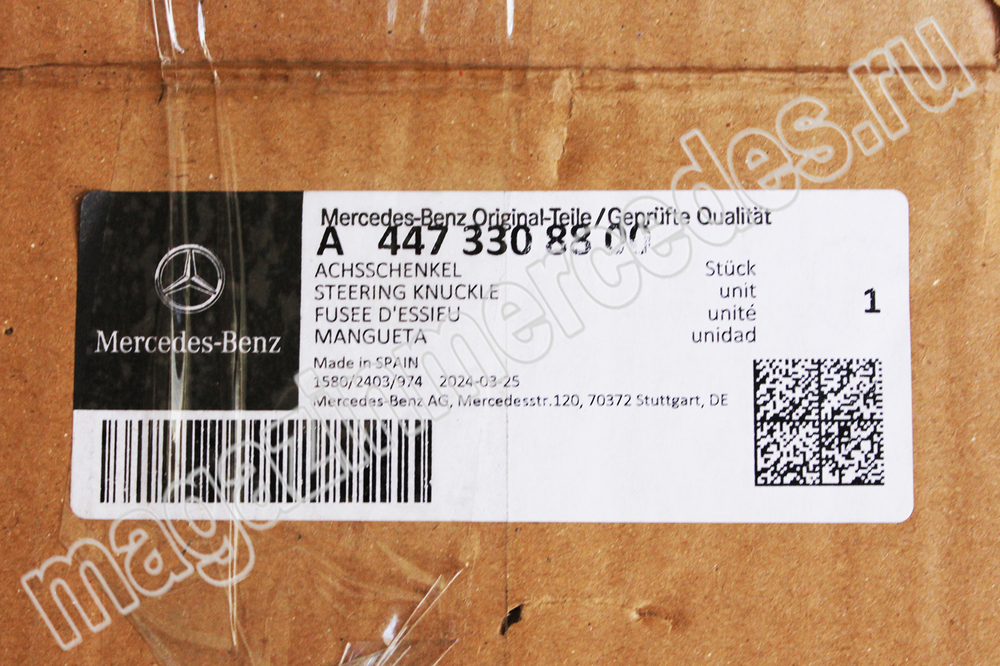 magazinmercedes.ru
Mercedes-Benz Original-Teile/Geprüfte Qualität
A 447 330 88 00
ACHSSCHENKEL Stück
STEERING KNUCKLE unit
FUSEE D'ESSIEU unité
MANGUETA unidad
1
Made in SPAIN
1580/2403/974 2024-03-25
Mercedes-Benz AG, Mercedesstr.120, 70372 Stuttgart, DE
Mercedes-Benz